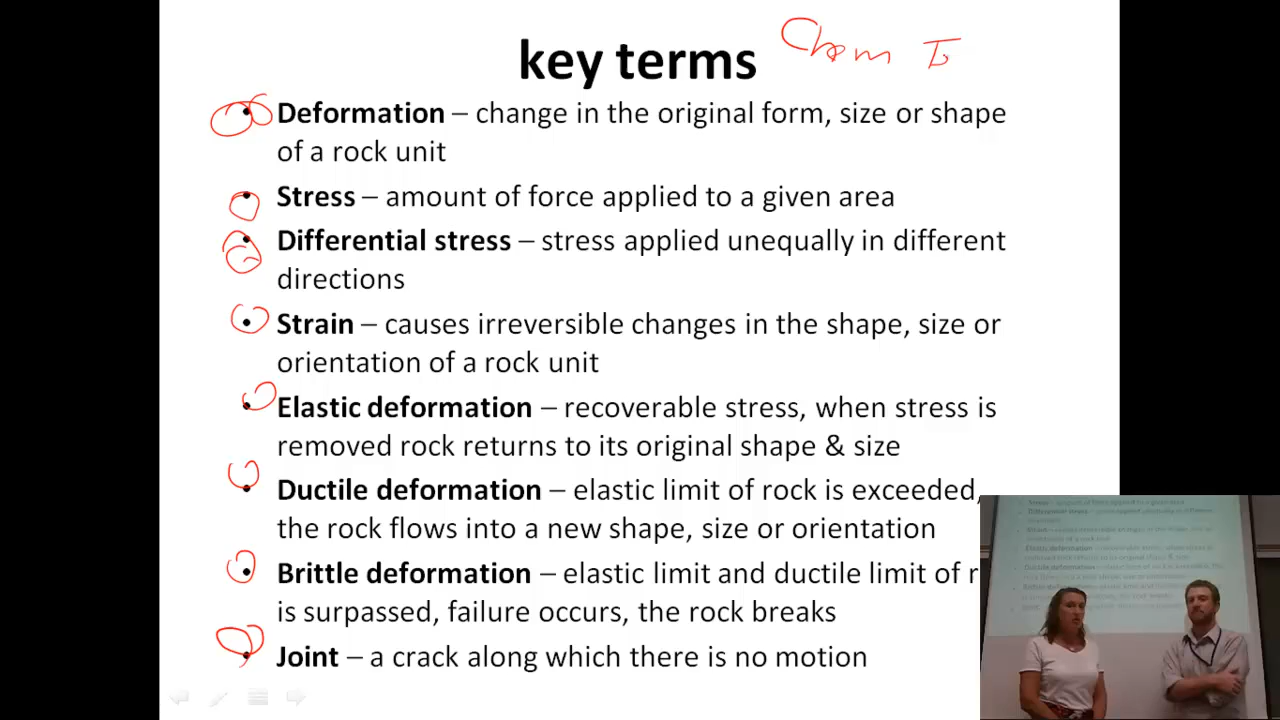 key terms
Chem
• Deformation – change in the original form, size or shape
of a rock unit
• Stress – amount of force applied to a given area
• Differential stress – stress applied unequally in different
directions
• Strain – causes irreversible changes in the shape, size or
orientation of a rock unit
• Elastic deformation – recoverable stress, when stress is
removed rock returns to its original shape & size
• Ductile deformation – elastic limit of rock is exceeded,
the rock flows into a new shape, size or orientation
• Brittle deformation – elastic limit and ductile limit of r
is surpassed, failure occurs, the rock breaks
• Joint – a crack along which there is no motion